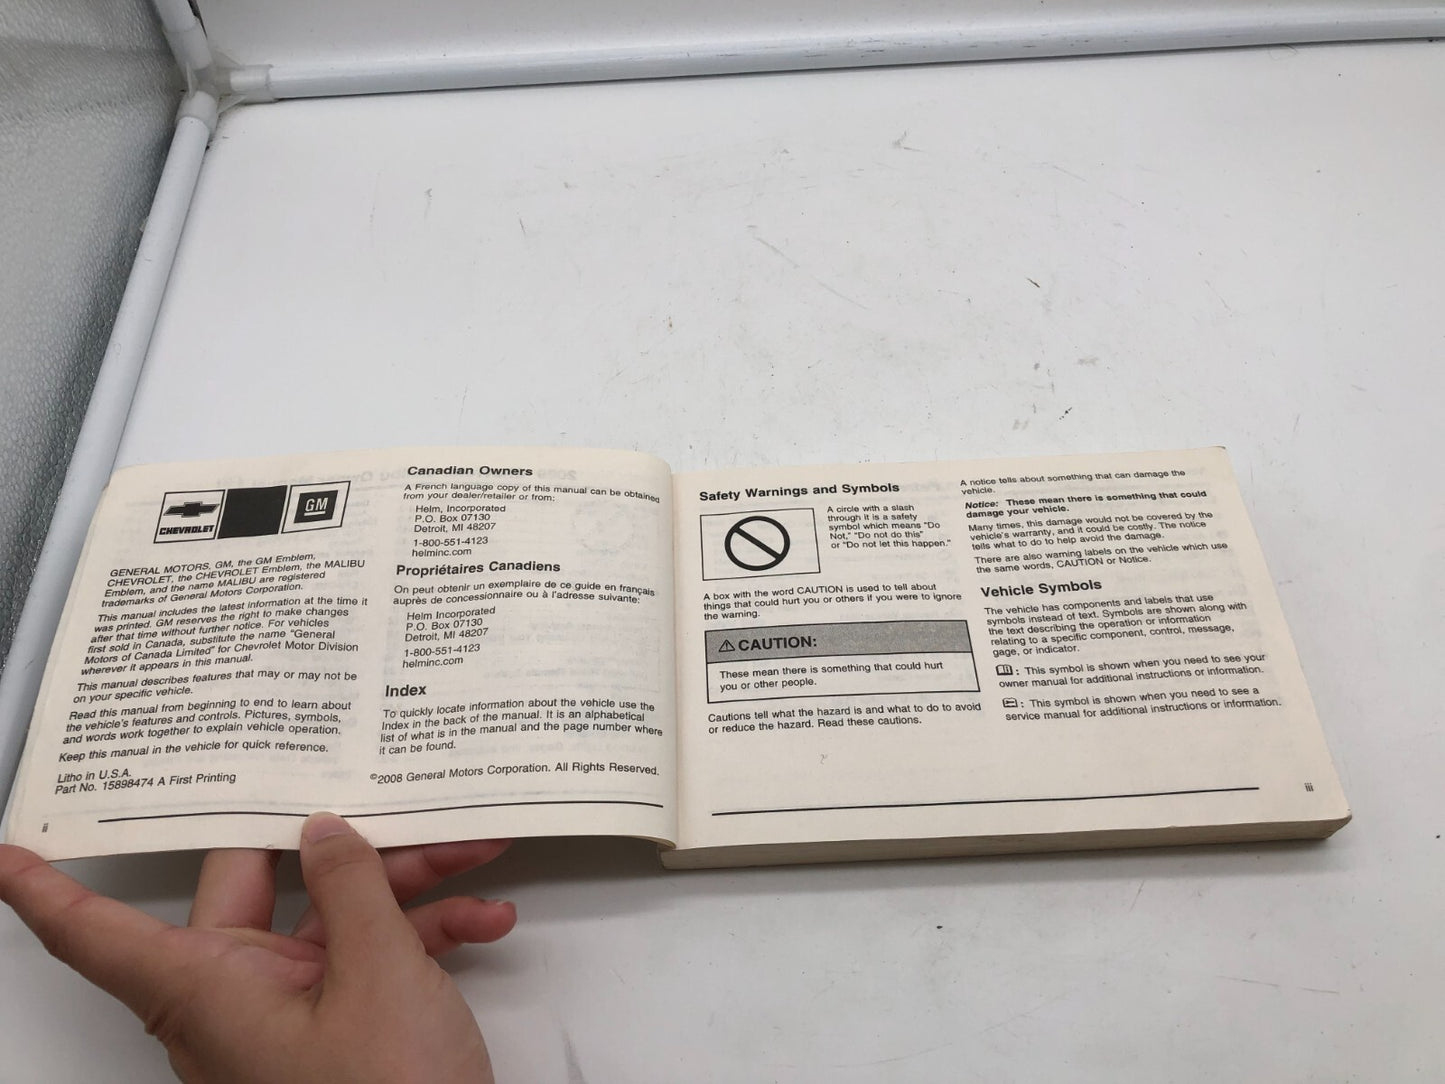 CHEVROLET
GM
GENERAL MOTORS, GM, the GM Emblem,
CHEVROLET, the CHEVROLET Emblem, the MALIBU
Emblem, and the name MALIBU are registered
trademarks of General Motors Corporation.
This manual includes the latest information at the time it
was printed. GM reserves the right to make changes
after that time without further notice. For vehicles
first sold in Canada, substitute the name "General
Motors of Canada Limited" for Chevrolet Motor Division
wherever it appears in this manual.
This manual describes features that may or may not be
on your specific vehicle.
Read this manual from beginning to end to learn about
the vehicle's features and controls. Pictures, symbols,
and words work together to explain vehicle operation.
Keep this manual in the vehicle for quick reference.
Litho in U.S.A.
Part No. 15898474 A First Printing
ii
Canadian Owners
A French language copy of this manual can be obtained
from your dealer/retailer or from:
Helm, Incorporated
P.O. Box 07130
Detroit, MI 48207
1-800-551-4123
helminc.com
Propriétaires Canadiens
On peut obtenir un exemplaire de ce guide en français
auprès de concessionnaire ou à l'adresse suivante:
Helm Incorporated
P.O. Box 07130
Detroit, MI 48207
1-800-551-4123
helminc.com
Index
To quickly locate information about the vehicle use the
Index in the back of the manual. It is an alphabetical
list of what is in the manual and the page number where
it can be found.
©2008 General Motors Corporation. All Rights Reserved.
Safety Warnings and Symbols
A circle with a slash
through it is a safety
symbol which means "Do
Not," "Do not do this"
or "Do not let this happen."
A box with the word CAUTION is used to tell about
things that could hurt you or others if you were to ignore
the warning.
⚠ CAUTION:
These mean there is something that could hurt
you or other people.
Cautions tell what the hazard is and what to do to avoid
or reduce the hazard. Read these cautions.
A notice tells about something that can damage the
vehicle.
Notice: These mean there is something that could
damage your vehicle.
Many times, this damage would not be covered by the
vehicle's warranty, and it could be costly. The notice
tells what to do to help avoid the damage.
There are also warning labels on the vehicle which use
the same words, CAUTION or Notice.
Vehicle Symbols
The vehicle has components and labels that use
symbols instead of text. Symbols are shown along with
the text describing the operation or information
relating to a specific component, control, message,
gage, or indicator.
: This symbol is shown when you need to see your
owner manual for additional instructions or information.
: This symbol is shown when you need to see a
service manual for additional instructions or information.
iii